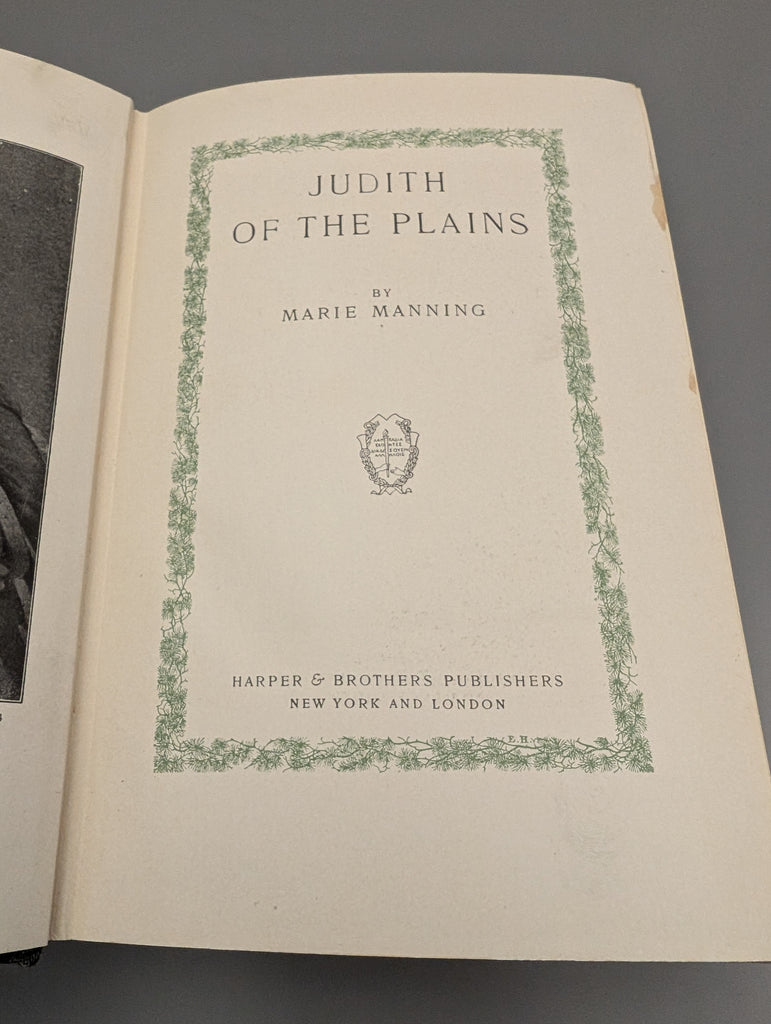 JUDITH
OF THE PLAINS
BY
MARIE MANNING
HARPER & BROTHERS PUBLISHERS
NEW YORK AND LONDON
E.H.